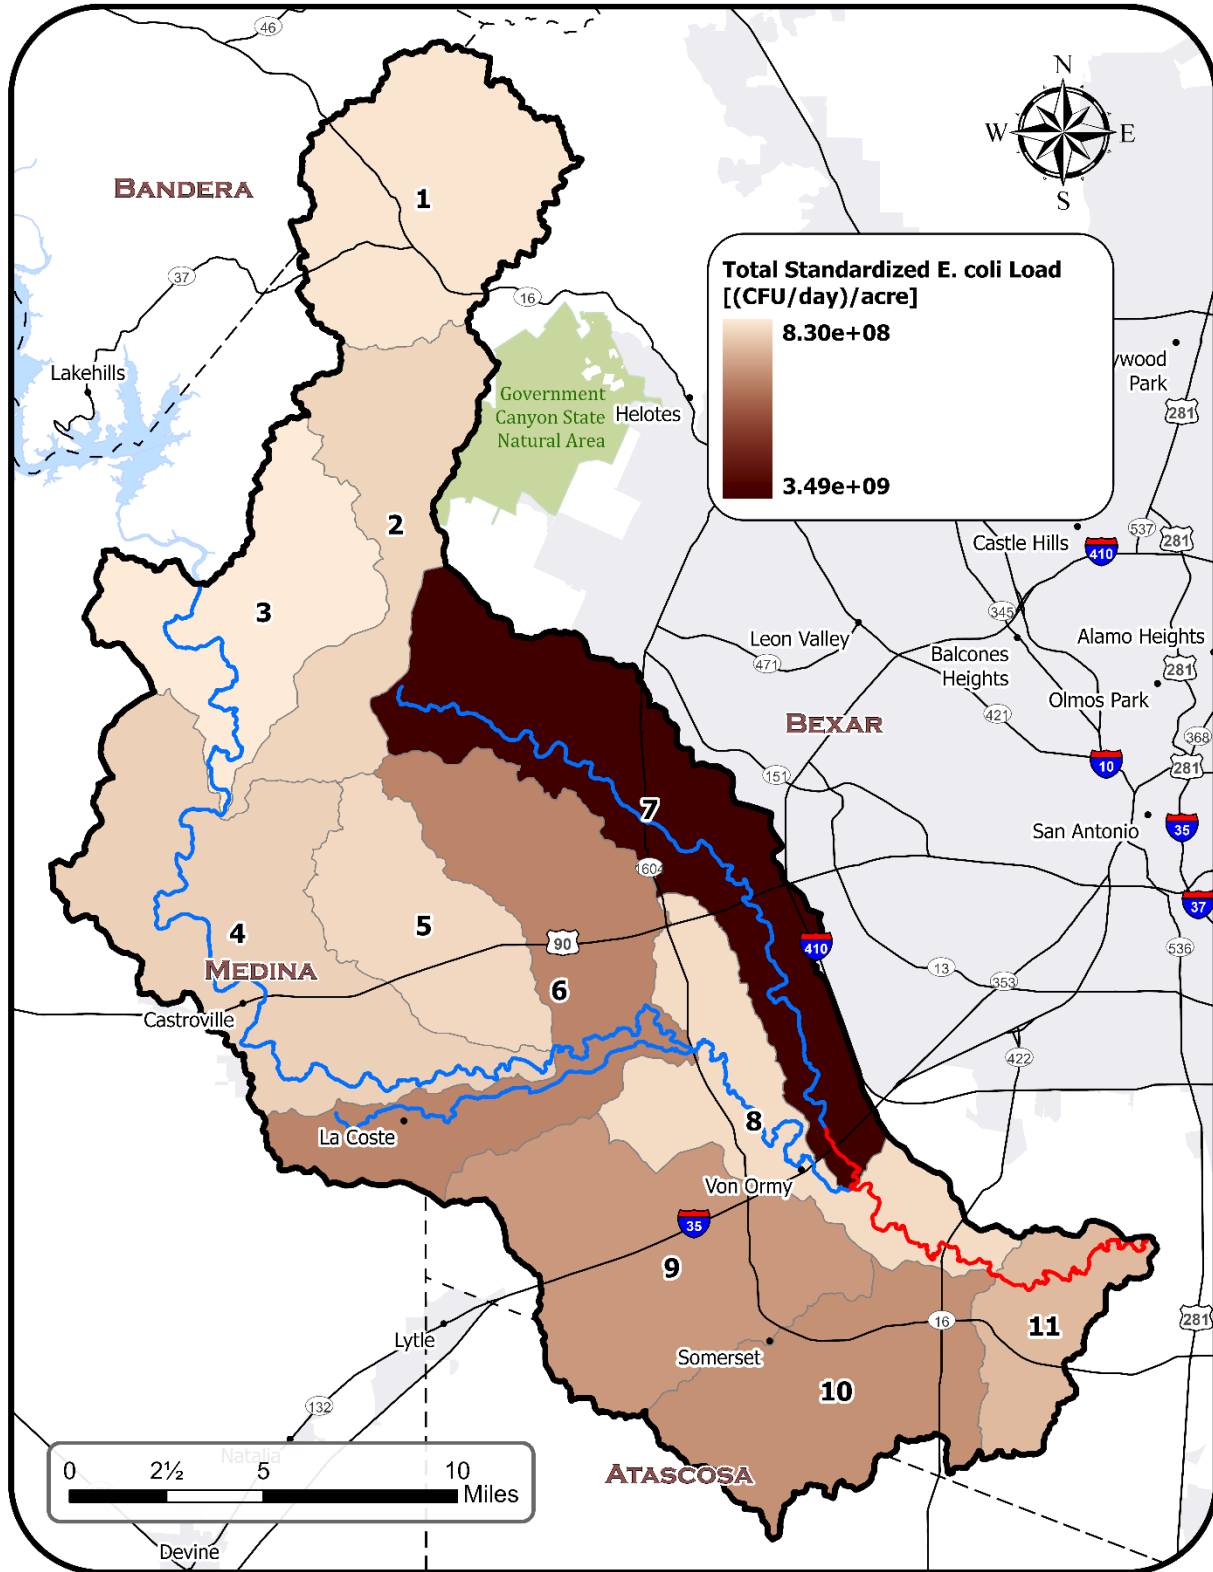 46
N
W
E
S
BANDERA
1
37
16
Total Standardized E. coli Load
[(CFU/day)/acre]
8.30e+08
3.49e+09
Lakehills
Government
Canyon State
Natural Area
Helotes
ywood
Park
281
2
537
Castle Hills
281
410
3
345
Leon Valley
Alamo Heights
471
Balcones
Heights
281
Olmos Park
421
BEXAR
368
151
10
281
7
San Antonio
35
1604
37
5
4
90
410
536
MEDINA
13
6
353
Castroville
422
La Coste
8
Von Ormy
35
9
281
16
11
Lytle
Somerset
10
132
Natalia
ATASCOSA
0
2½
5
10
Miles
Devine